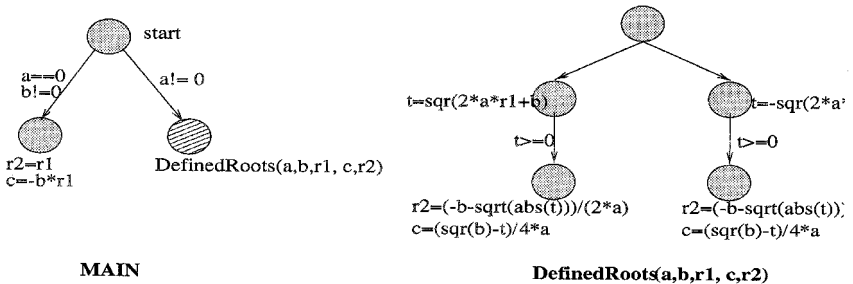 start
a==0
b!=0
a!= 0
r2=r1
c=-b*r1
DefinedRoots(a,b,r1, c,r2)
MAIN
t=sqr(2*a*r1+b)
t=-sqr(2*a*
t>=0
t>=0
r2=(-b-sqrt(abs(t)))/(2*a)
c=(sqr(b)-t)/4*a
r2=(-b-sqrt(abs(t)))
c=(sqr(b)-t)/4*a
DefinedRoots(a,b,r1, c,r2)